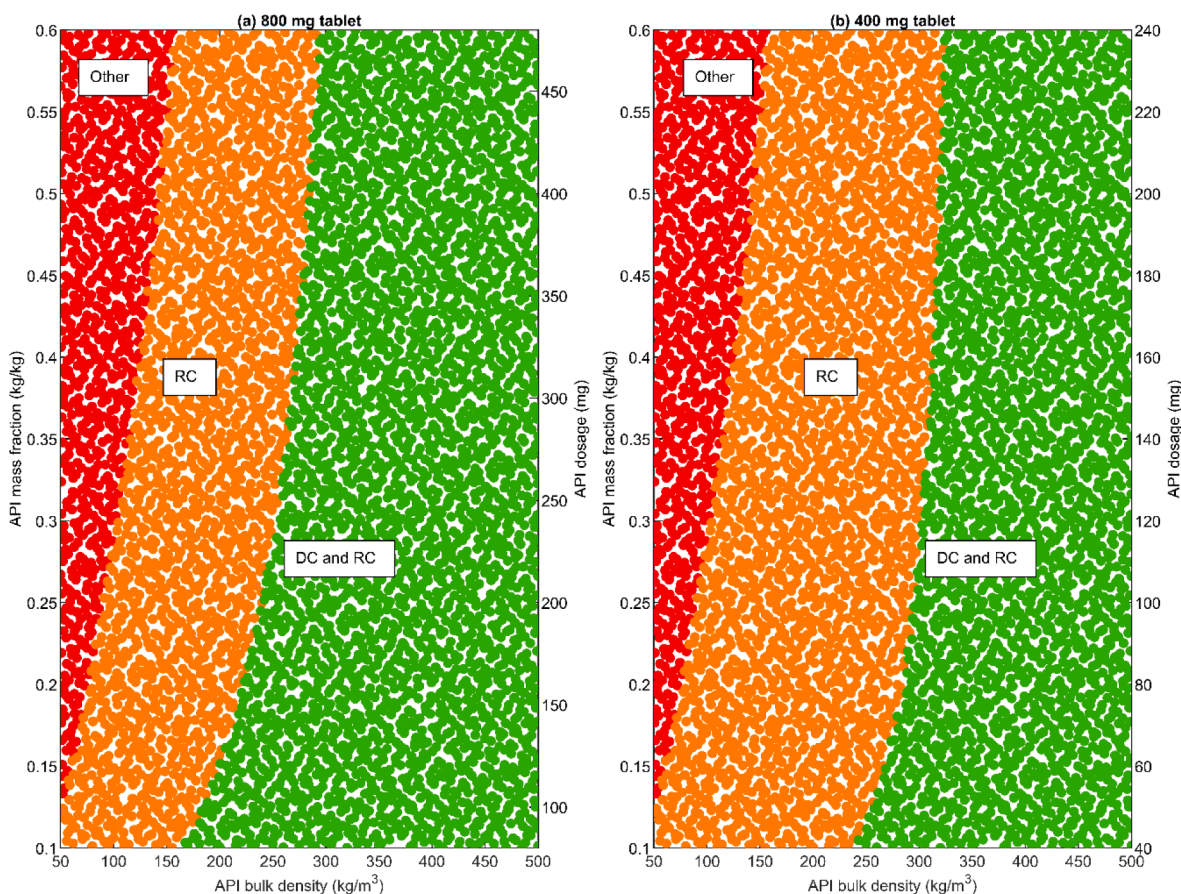 (a) 800 mg tablet
0.6
0.55
0.5
0.45
0.4
0.35
0.3
0.25
0.2
0.15
0.1
API mass fraction (kg/kg)
Other
RC
DC and RC
450
400
350
300
250
200
150
100
API dosage (mg)
50 100 150 200 250 300 350 400 450 500
API bulk density (kg/m³)
(b) 400 mg tablet
0.6
0.55
0.5
0.45
0.4
0.35
0.3
0.25
0.2
0.15
0.1
API mass fraction (kg/kg)
Other
RC
DC and RC
240
220
200
180
160
140
120
100
80
60
40
API dosage (mg)
50 100 150 200 250 300 350 400 450 500
API bulk density (kg/m³)